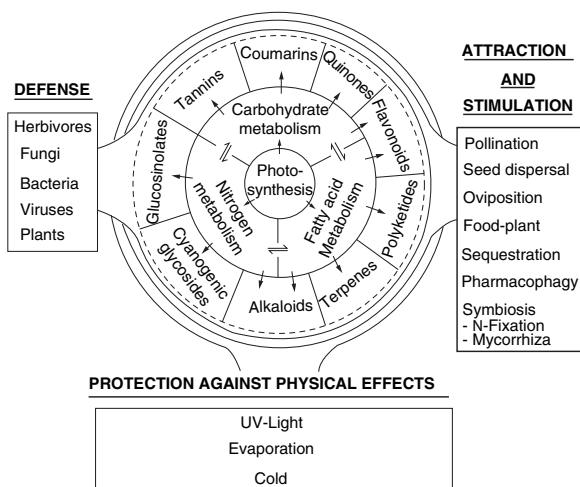 DEFENSE
Herbivores
Fungi
Bacteria
Viruses
Plants
Coumarins
Quinones
Flavonoids
Polyketides
Terpenes
Alkaloids
Cyanogenic
glycosides
Glucosinolates
Tannins
Carbohydrate
metabolism
Photo-
synthesis
Nitrogen
metabolism
Fatty acid
Metabolism
ATTRACTION
AND
STIMULATION
Pollination
Seed dispersal
Oviposition
Food-plant
Sequestration
Pharmacophagy
Symbiosis
- N-Fixation
- Mycorrhiza
PROTECTION AGAINST PHYSICAL EFFECTS
UV-Light
Evaporation
Cold